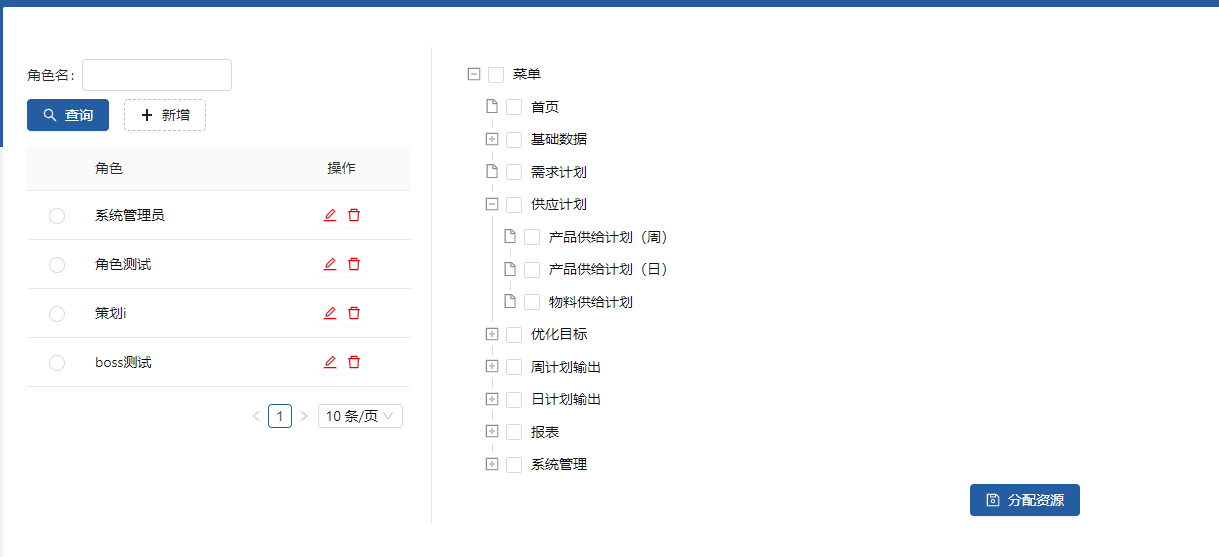 角色名：
查询
新增
角色 操作
系统管理员
角色测试
策划i
boss测试
1 10 条/页
菜单
首页
基础数据
需求计划
供应计划
产品供给计划（周）
产品供给计划（日）
物料供给计划
优化目标
周计划输出
日计划输出
报表
系统管理
分配资源